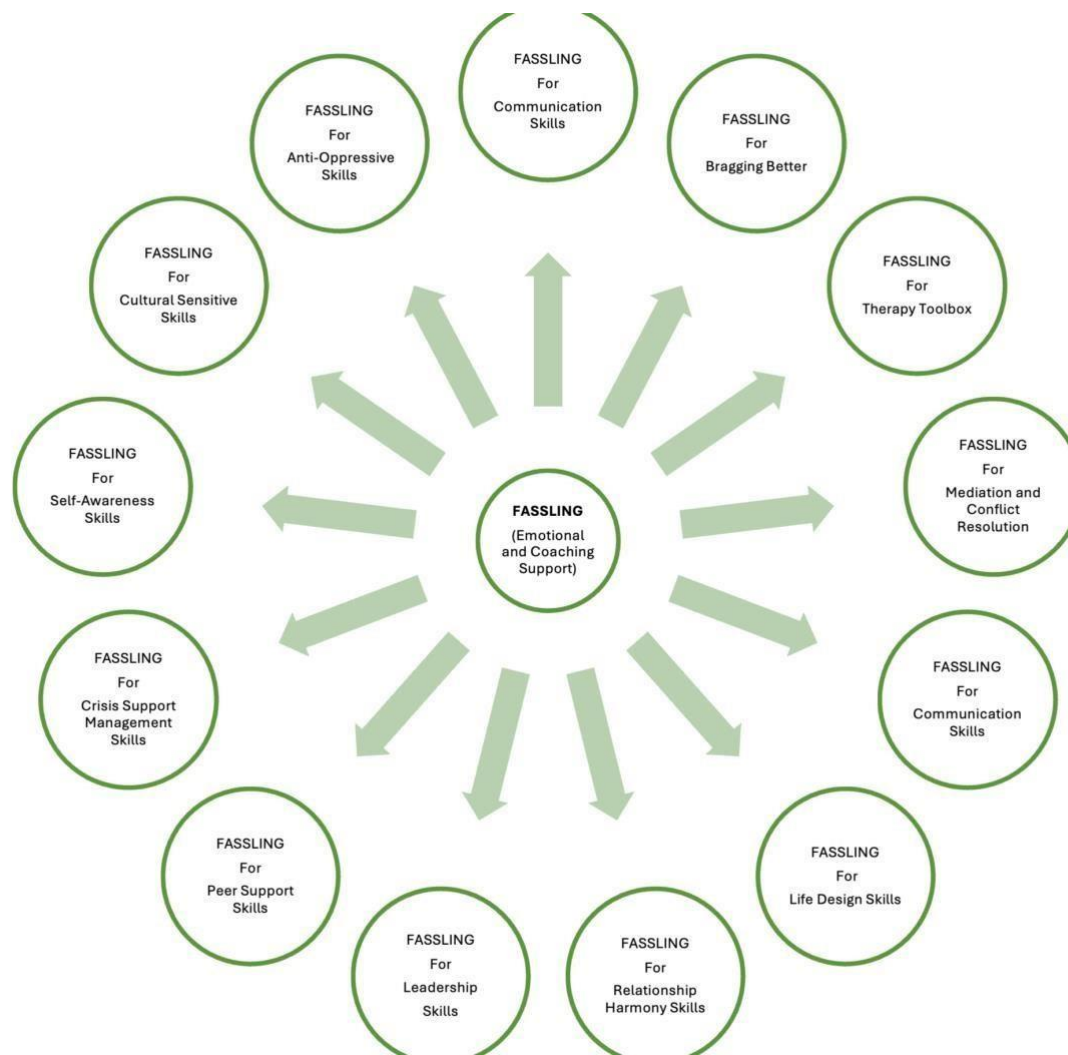 FASSLING
For
Communication
Skills
FASSLING
For
Bragging Better
FASSLING
For
Therapy Toolbox
FASSLING
For
Mediation and
Conflict
Resolution
FASSLING
For
Communication
Skills
FASSLING
For
Life Design Skills
FASSLING
For
Relationship
Harmony Skills
FASSLING
For
Leadership
Skills
FASSLING
For
Peer Support
Skills
FASSLING
For
Crisis Support
Management
Skills
FASSLING
For
Self-Awareness
Skills
FASSLING
For
Cultural Sensitive
Skills
FASSLING
For
Anti-Oppressive
Skills
FASSLING
(Emotional
and Coaching
Support)